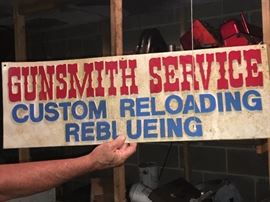 GUNSMITH SERVICE
CUSTOM RELOADING
REBLUEING